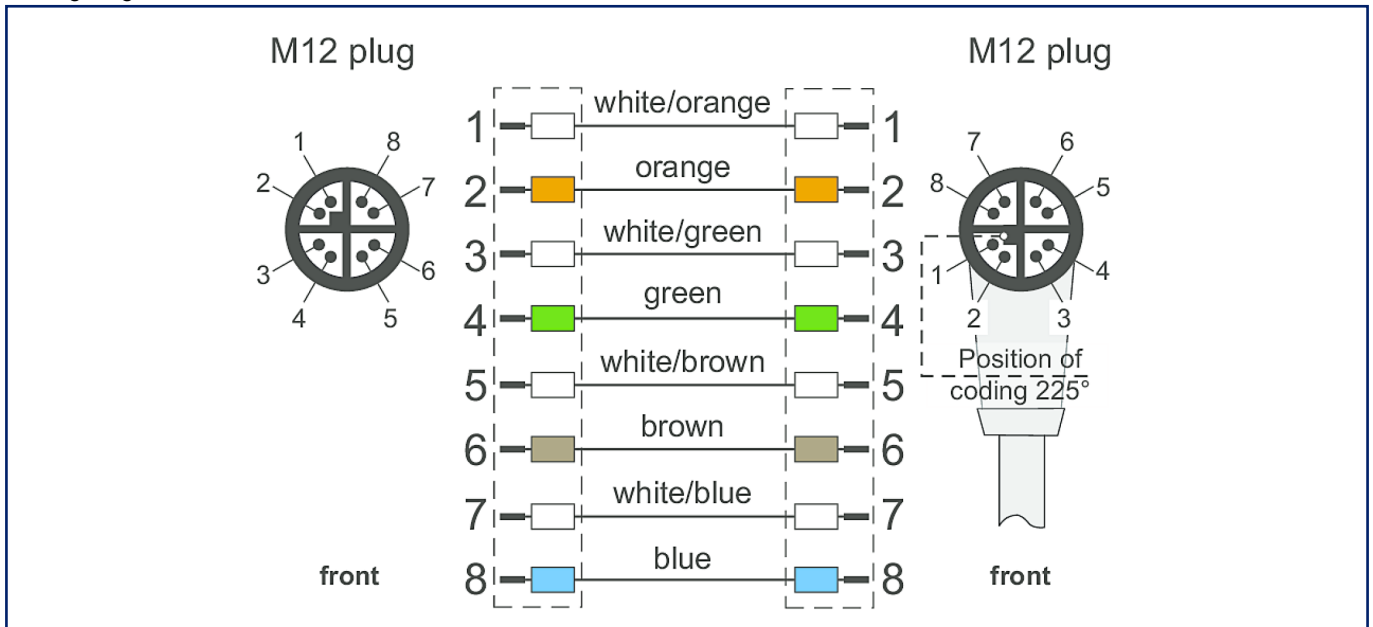 M12 plug
M12 plug
1 white/orange 1
2 orange 2
3 white/green 3
4 green 4
5 white/brown 5
6 brown 6
7 white/blue 7
8 blue 8
1 8
2 7
3 6
4 5
7 6
8 5
1 4
2 3
Position of
coding 225°
front
front